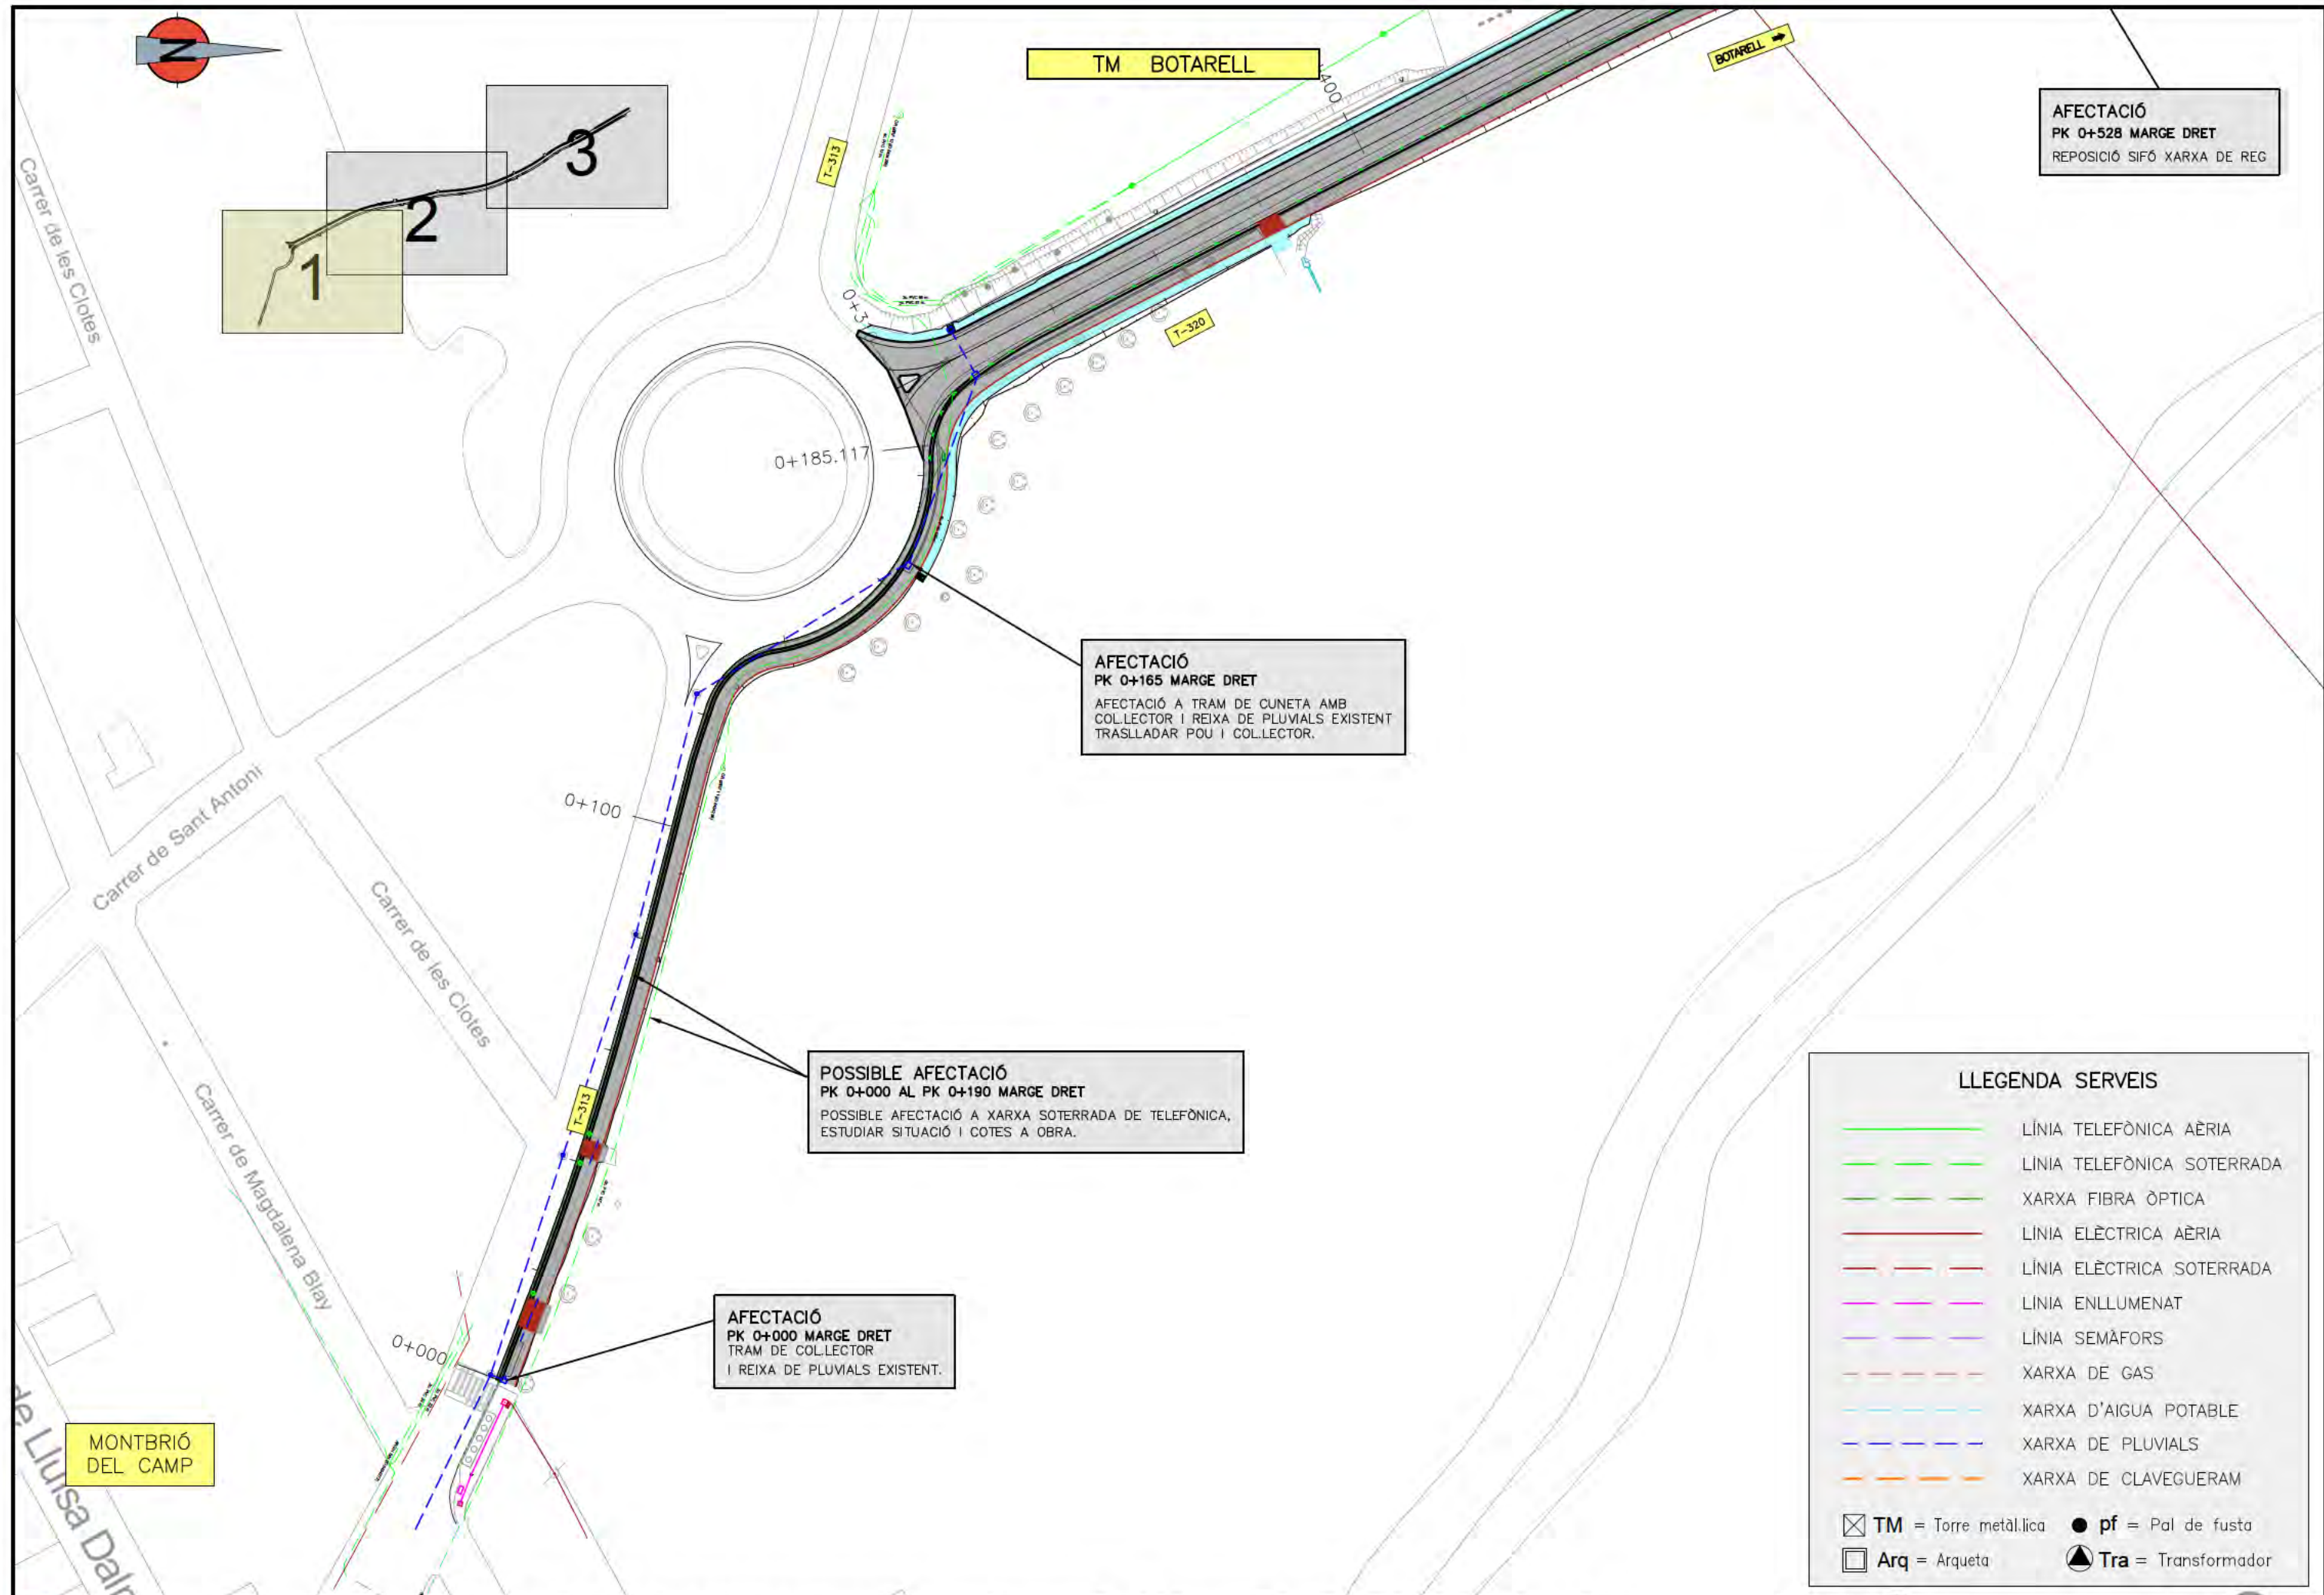 N
TM BOTARELL
BOTARELL
AFECTACIÓ
PK 0+528 MARGE DRET
REPOSICIÓ SIFÓ XARXA DE REG
1
2
3
T-313
400
Carrer de les Clotes
0+3
T-320
0+185.117
AFECTACIÓ
PK 0+165 MARGE DRET
AFECTACIÓ A TRAM DE CUNETA AMB
COL.LECTOR I REIXA DE PLUVIALS EXISTENT
TRASLLADAR POU I COL.LECTOR.
0+100
Carrer de Sant Antoni
Carrer de les Clotes
POSSIBLE AFECTACIÓ
PK 0+000 AL PK 0+190 MARGE DRET
POSSIBLE AFECTACIÓ A XARXA SOTERRADA DE TELEFÒNICA,
ESTUDIAR SITUACIÓ I COTES A OBRA.
T-313
Carrer de Magdalena Blay
AFECTACIÓ
PK 0+000 MARGE DRET
TRAM DE COL.LECTOR
I REIXA DE PLUVIALS EXISTENT.
0+000
MONTBRIÓ
DEL CAMP
de Lluïsa Dalm
LLEGENDA SERVEIS
LÍNIA TELEFÒNICA AÈRIA
LÍNIA TELEFÒNICA SOTERRADA
XARXA FIBRA ÒPTICA
LÍNIA ELÈCTRICA AÈRIA
LÍNIA ELÈCTRICA SOTERRADA
LÍNIA ENLLUMENAT
LÍNIA SEMÀFORS
XARXA DE GAS
XARXA D'AIGUA POTABLE
XARXA DE PLUVIALS
XARXA DE CLAVEGUERAM
TM = Torre metàl.lica
pf = Pal de fusta
Arq = Arqueta
Tra = Transformador